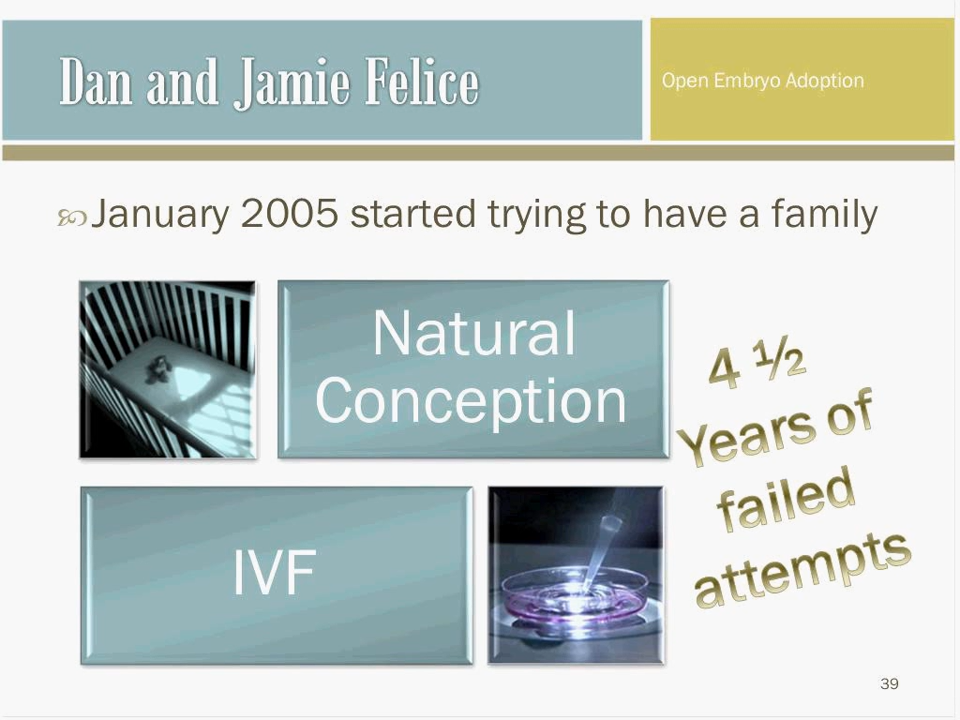 Dan and Jamie Felice
Open Embryo Adoption
January 2005 started trying to have a family
Natural
Conception
4 ½
Years of
failed
attempts
IVF
39